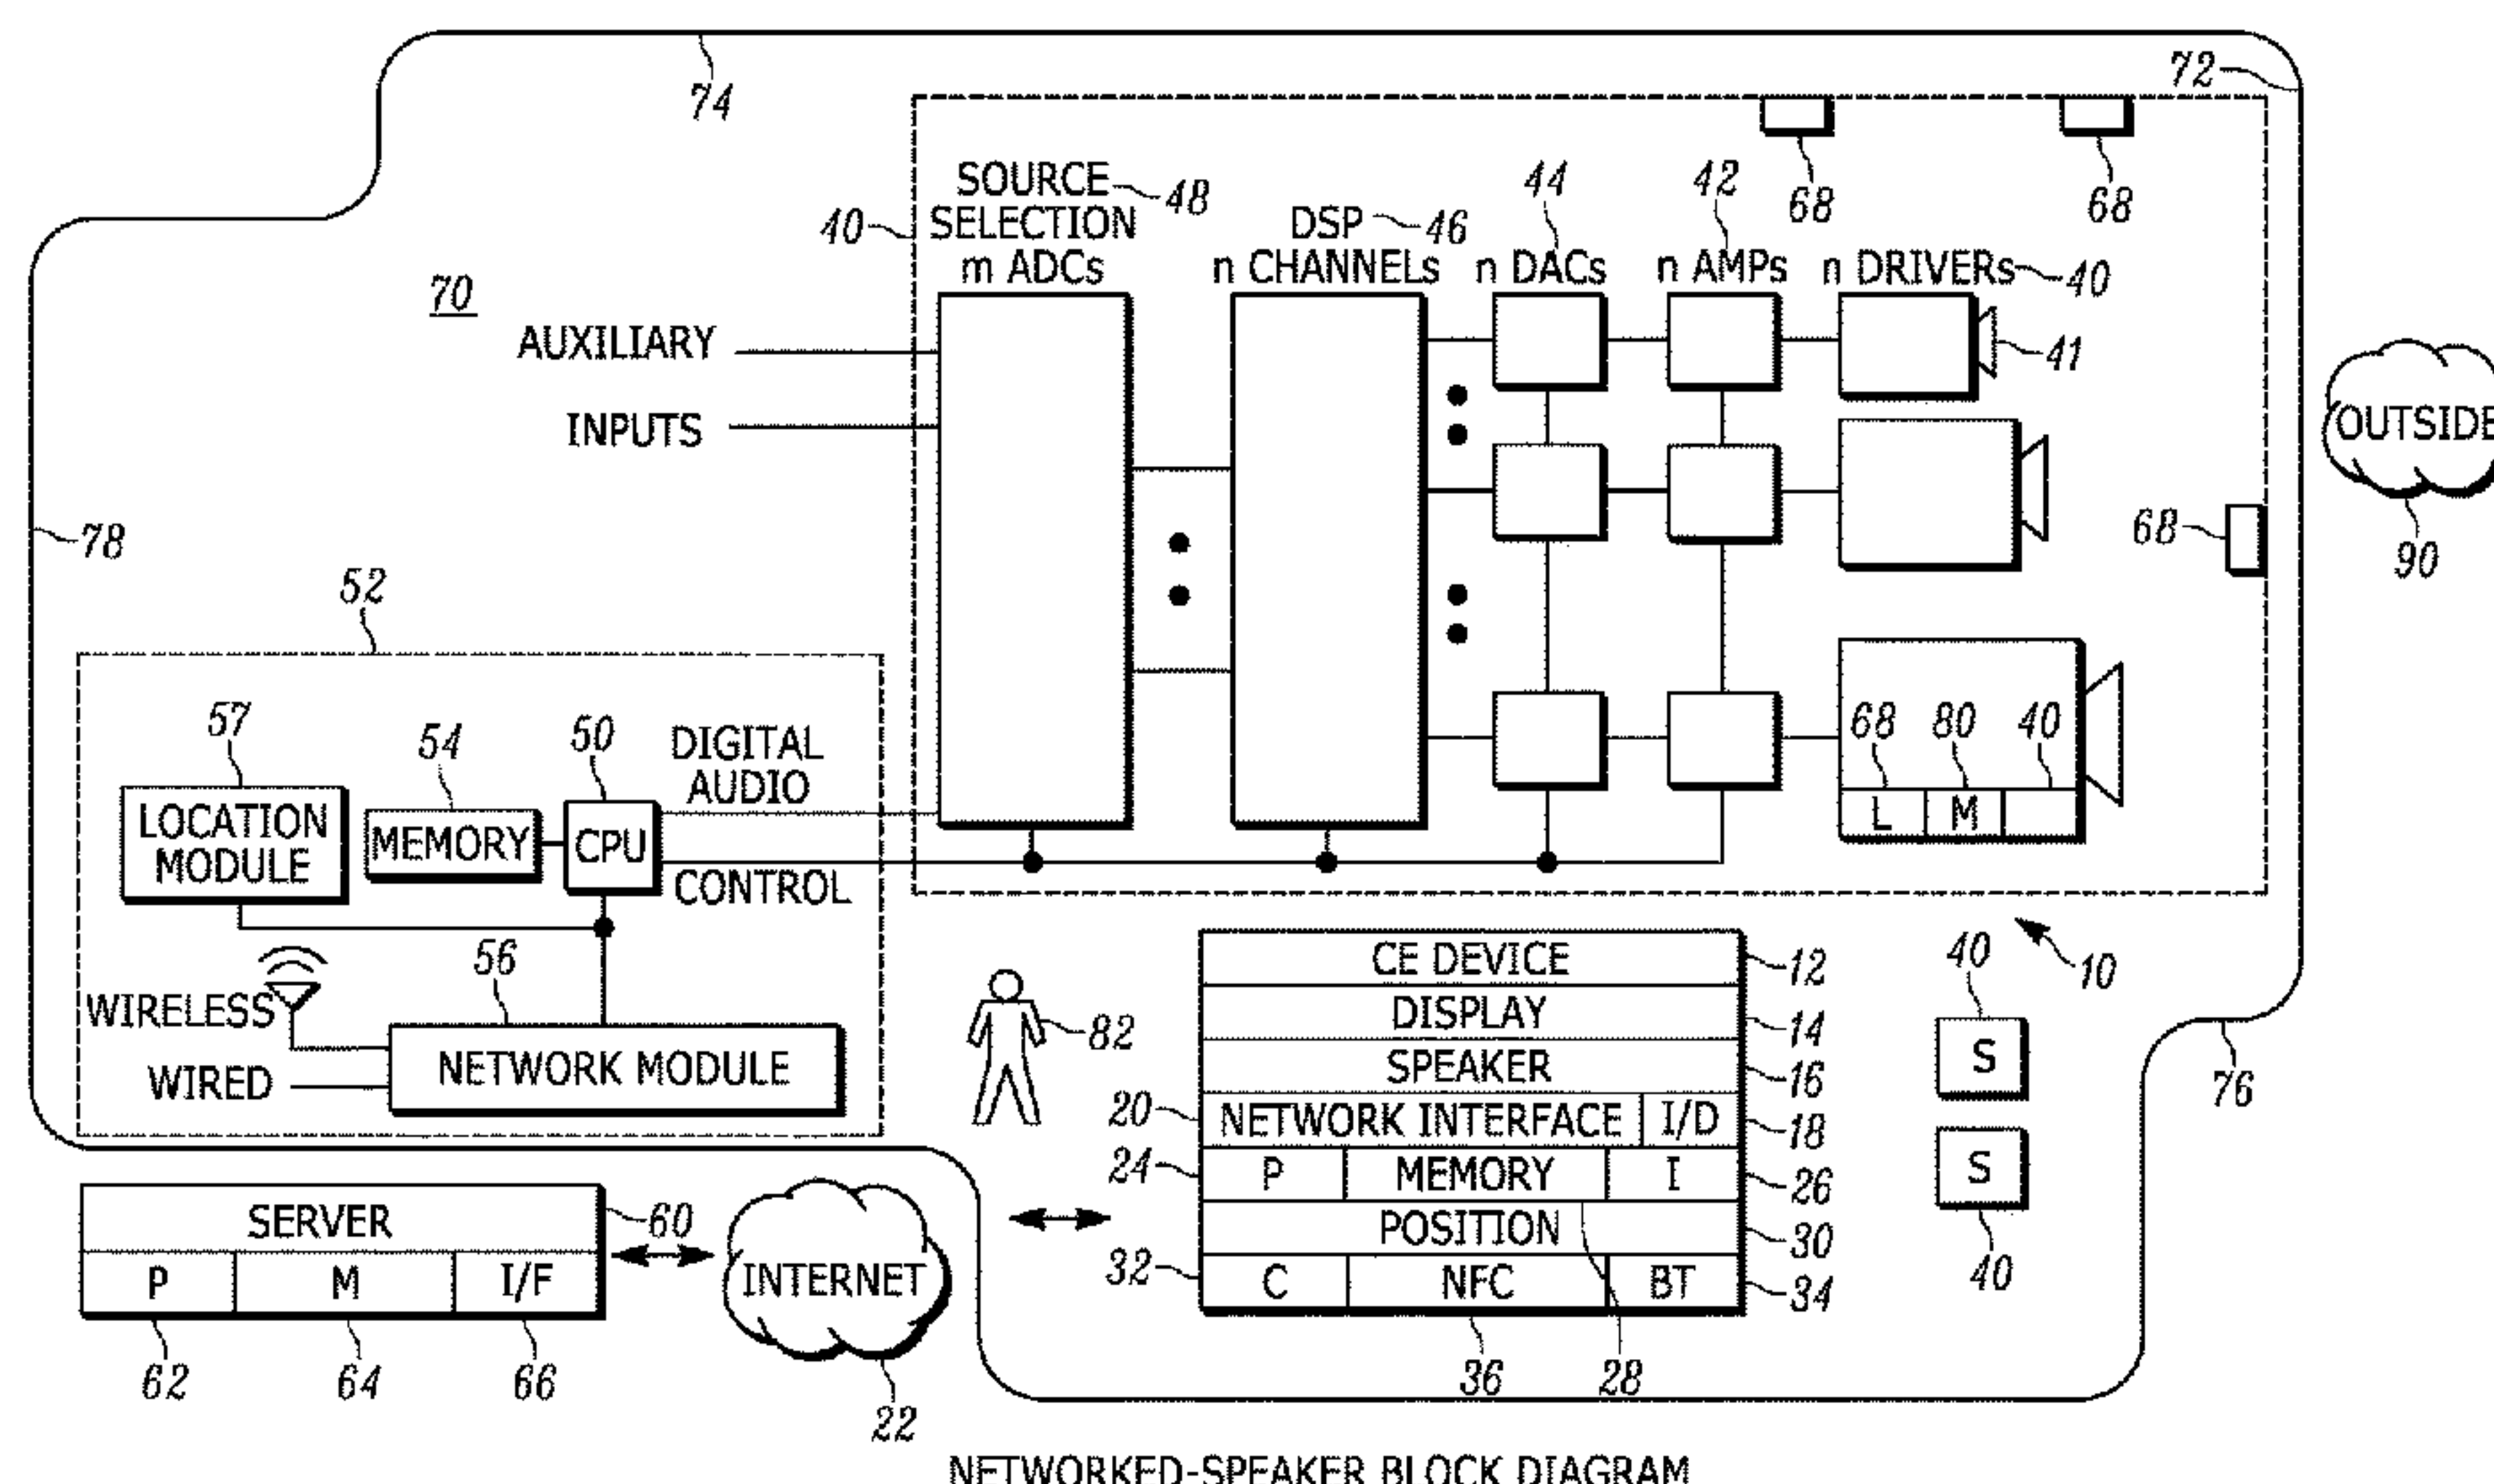 74
72
68
68
SOURCE 48
SELECTION
m ADCs
40
DSP 46
n CHANNELs
44
n DACs
42
n AMPs
n DRIVERs 40
41
70
AUXILIARY
INPUTS
OUTSIDE
90
68
78
52
57
LOCATION
MODULE
54
MEMORY
50
CPU
DIGITAL
AUDIO
CONTROL
68 80 40
L M
56
WIRELESS
WIRED
NETWORK MODULE
82
10
CE DEVICE 12
DISPLAY 14
SPEAKER 16
20 NETWORK INTERFACE I/D 18
24 P MEMORY I 26
POSITION 30
32 C NFC BT 34
36 28
40
S
S
40
76
SERVER 60
P M I/F
62 64 66
INTERNET
22
NETWORKED-SPEAKER BLOCK DIAGRAM